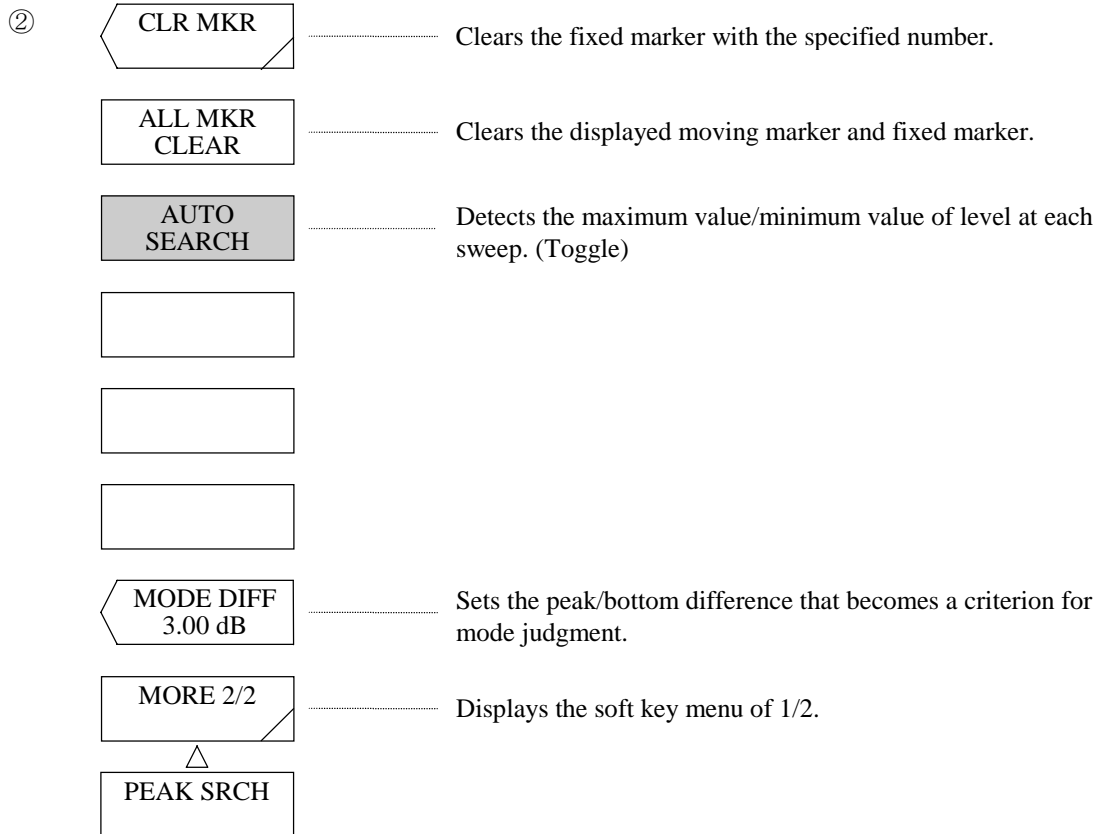 ②
CLR MKR
Clears the fixed marker with the specified number.
ALL MKR
CLEAR
Clears the displayed moving marker and fixed marker.
AUTO
SEARCH
Detects the maximum value/minimum value of level at each
sweep. (Toggle)
MODE DIFF
3.00 dB
Sets the peak/bottom difference that becomes a criterion for
mode judgment.
MORE 2/2
Displays the soft key menu of 1/2.
PEAK SRCH